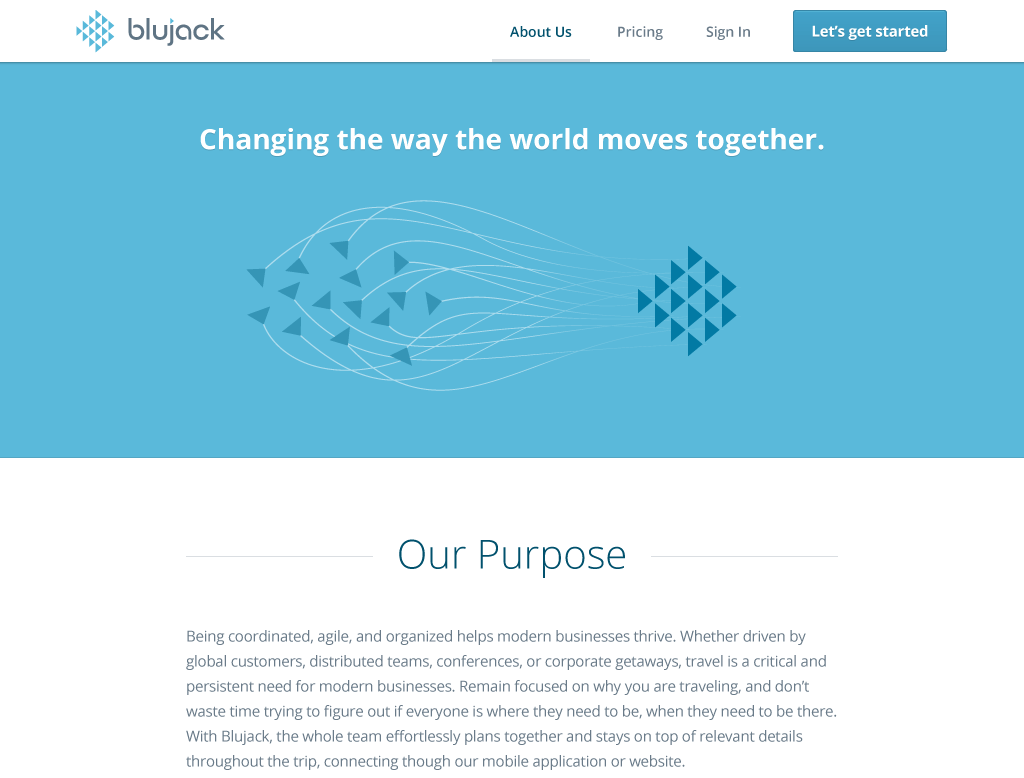 blujack
About Us
Pricing
Sign In
Let’s get started
Changing the way the world moves together.
Our Purpose
Being coordinated, agile, and organized helps modern businesses thrive. Whether driven by
global customers, distributed teams, conferences, or corporate getaways, travel is a critical and
persistent need for modern businesses. Remain focused on why you are traveling, and don’t
waste time trying to figure out if everyone is where they need to be, when they need to be there.
With Blujack, the whole team effortlessly plans together and stays on top of relevant details
throughout the trip, connecting though our mobile application or website.